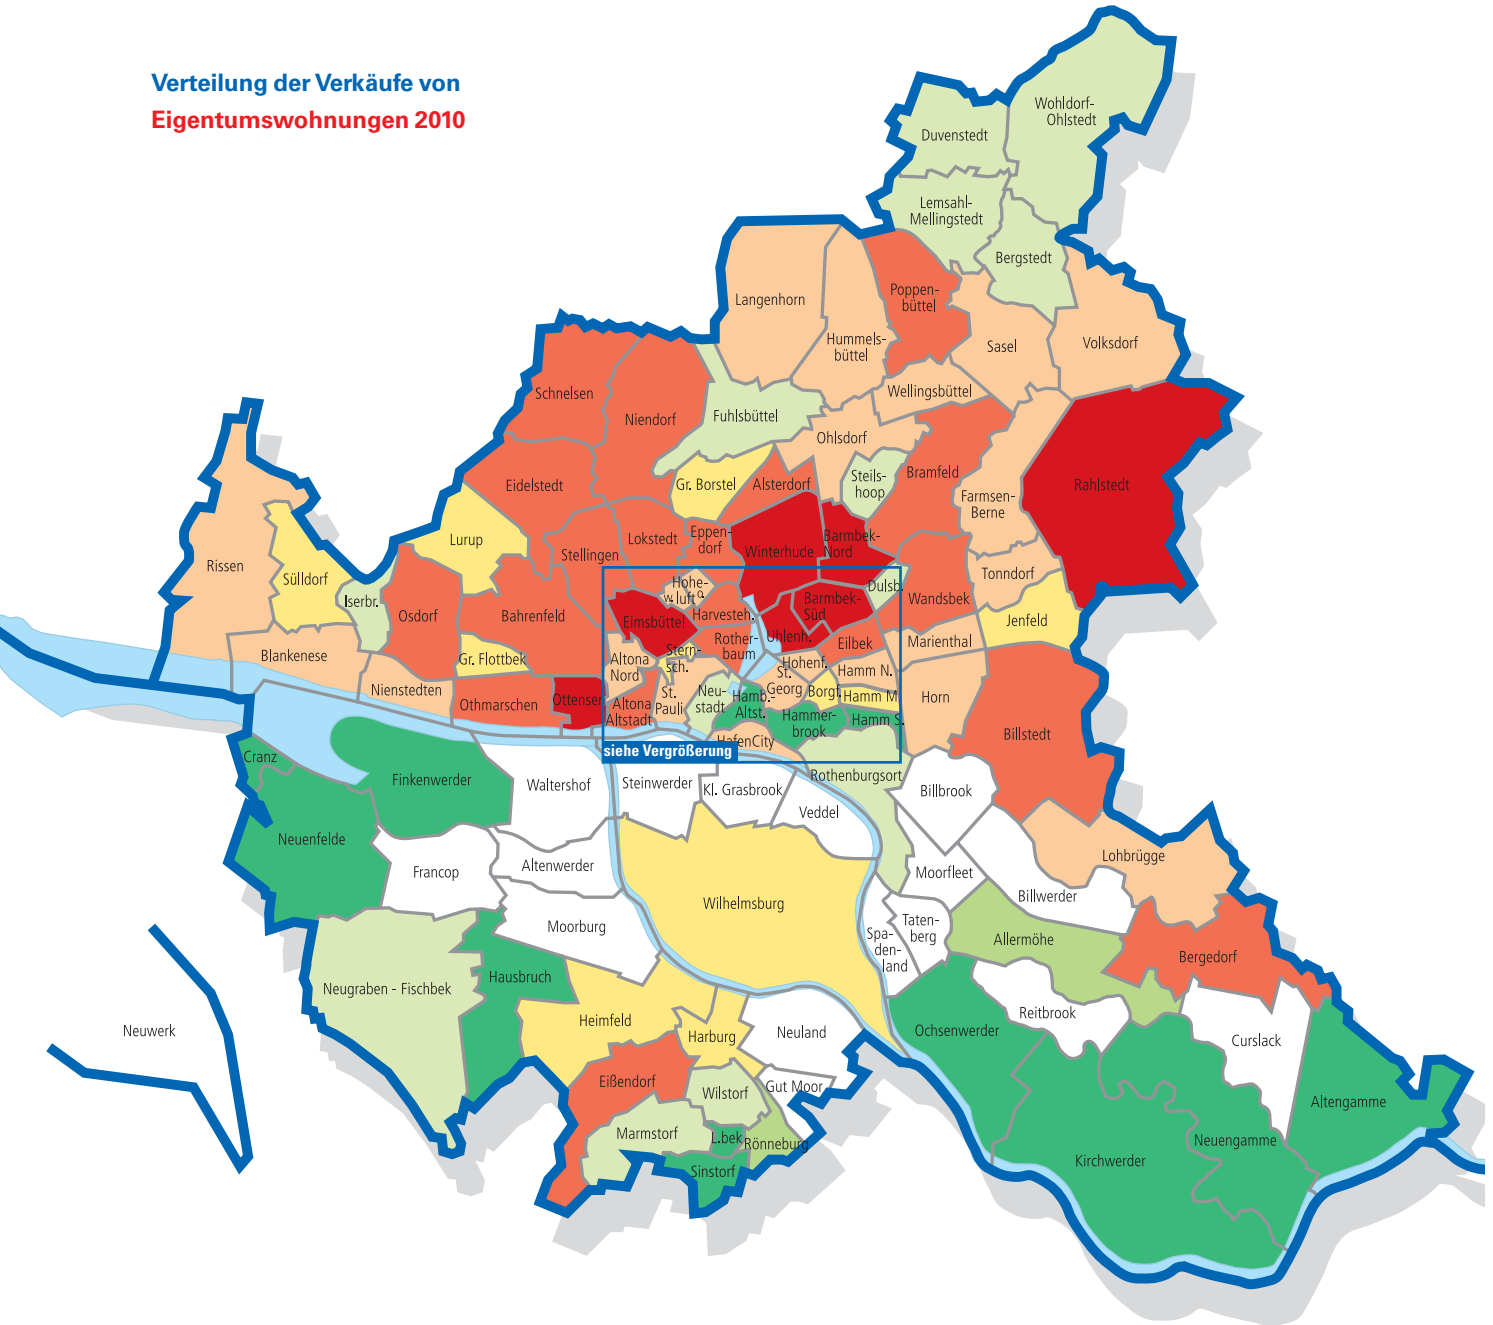 Verteilung der Verkäufe von
Eigentumswohnungen 2010
Wohldorf-
Ohlstedt
Duvenstedt
Lemsahl-
Mellingstedt
Bergstedt
Poppen-
büttel
Langenhorn
Hummels-
büttel
Sasel
Volksdorf
Wellingsbüttel
Schnelsen
Niendorf
Fuhlsbüttel
Ohlsdorf
Bramfeld
Steils-
hoop
Farmsen-
Berne
Rahlstedt
Eidelstedt
Gr. Borstel
Alsterdorf
Lurup
Stellingen
Lokstedt
Eppen-
dorf
Winterhude
Barmbek-
Nord
Tonndorf
Rissen
Sülldorf
Iserbr.
Osdorf
Bahrenfeld
Hohe-
w.luft o.
Dulsb.
Wandsbek
Jenfeld
Eimsbüttel
Harvesteh.
Barmbek-
Süd
Uhlenh.
Eilbek
Marienthal
Blankenese
Gr. Flottbek
Altona
Nord
Stern-
sch.
Rother-
baum
Hohenf.
Hamm N.
Nienstedten
Othmarschen
Ottensen
Altona
Altstadt
St.
Pauli
Neu-
stadt
Hamb.-
Altst.
St.
Georg
Borgf.
Hamm M.
Horn
Hammer-
brook
Hamm S.
Billstedt
HafenCity
siehe Vergrößerung
Cranz
Finkenwerder
Waltershof
Steinwerder
Kl. Grasbrook
Veddel
Rothenburgsort
Billbrook
Neuenfelde
Francop
Altenwerder
Moorfleet
Lohbrügge
Billwerder
Wilhelmsburg
Moorburg
Spa-
den-
land
Taten-
berg
Allermöhe
Bergedorf
Neugraben - Fischbek
Hausbruch
Heimfeld
Harburg
Neuland
Ochsenwerder
Reitbrook
Curslack
Neuwerk
Eißendorf
Wilstorf
Gut Moor
Altengamme
Marmstorf
L.bek
Rönneburg
Sinstorf
Neuengamme
Kirchwerder